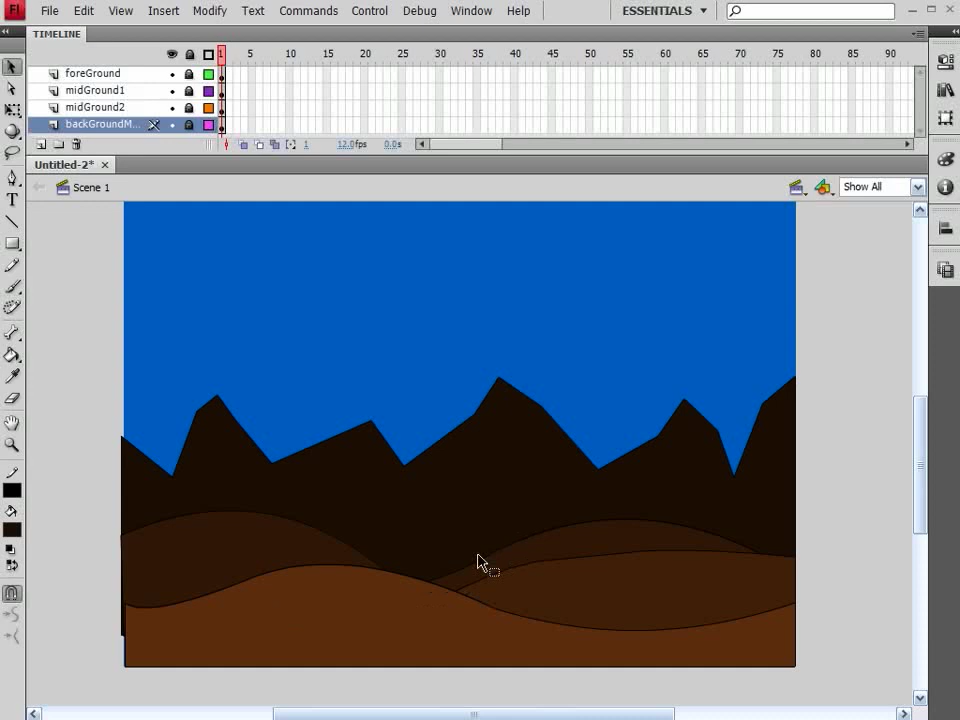 Fl File Edit View Insert Modify Text Commands Control Debug Window Help ESSENTIALS
TIMELINE
1 5 10 15 20 25 30 35 40 45 50 55 60 65 70 75 80 85 90
foreGround
midGround1
midGround2
backGroundM...
1 12.0fps 0.0s
Untitled-2* ×
Scene 1 Show All
T